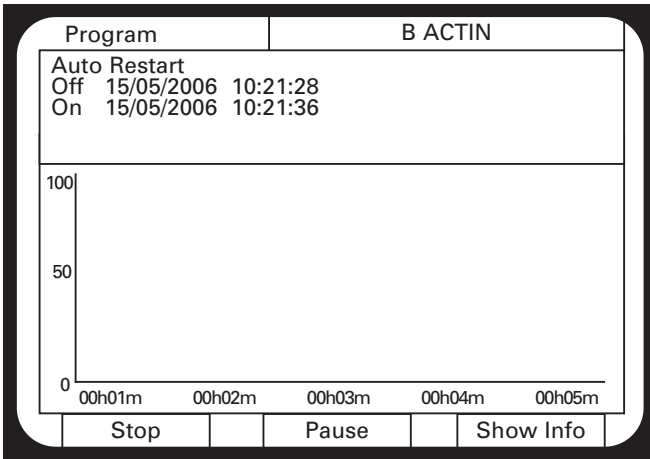 Program B ACTIN
Auto Restart
Off 15/05/2006 10:21:28
On 15/05/2006 10:21:36
100
50
0
00h01m 00h02m 00h03m 00h04m 00h05m
Stop Pause Show Info